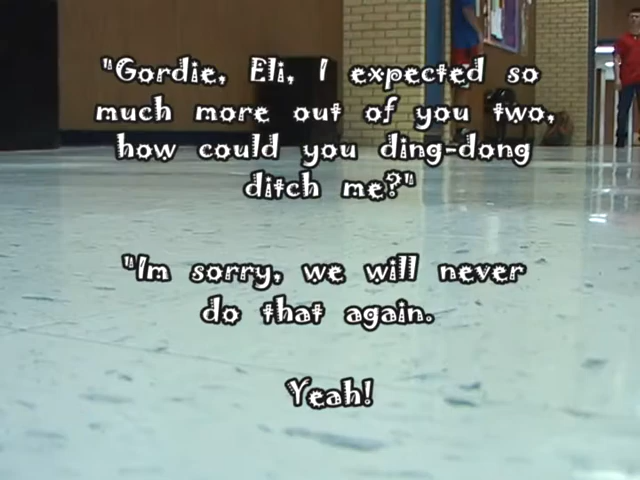 "Gordie, Eli, I expected so
much more out of you two,
how could you ding-dong
ditch me?"
"Im sorry, we will never
do that again.
Yeah!